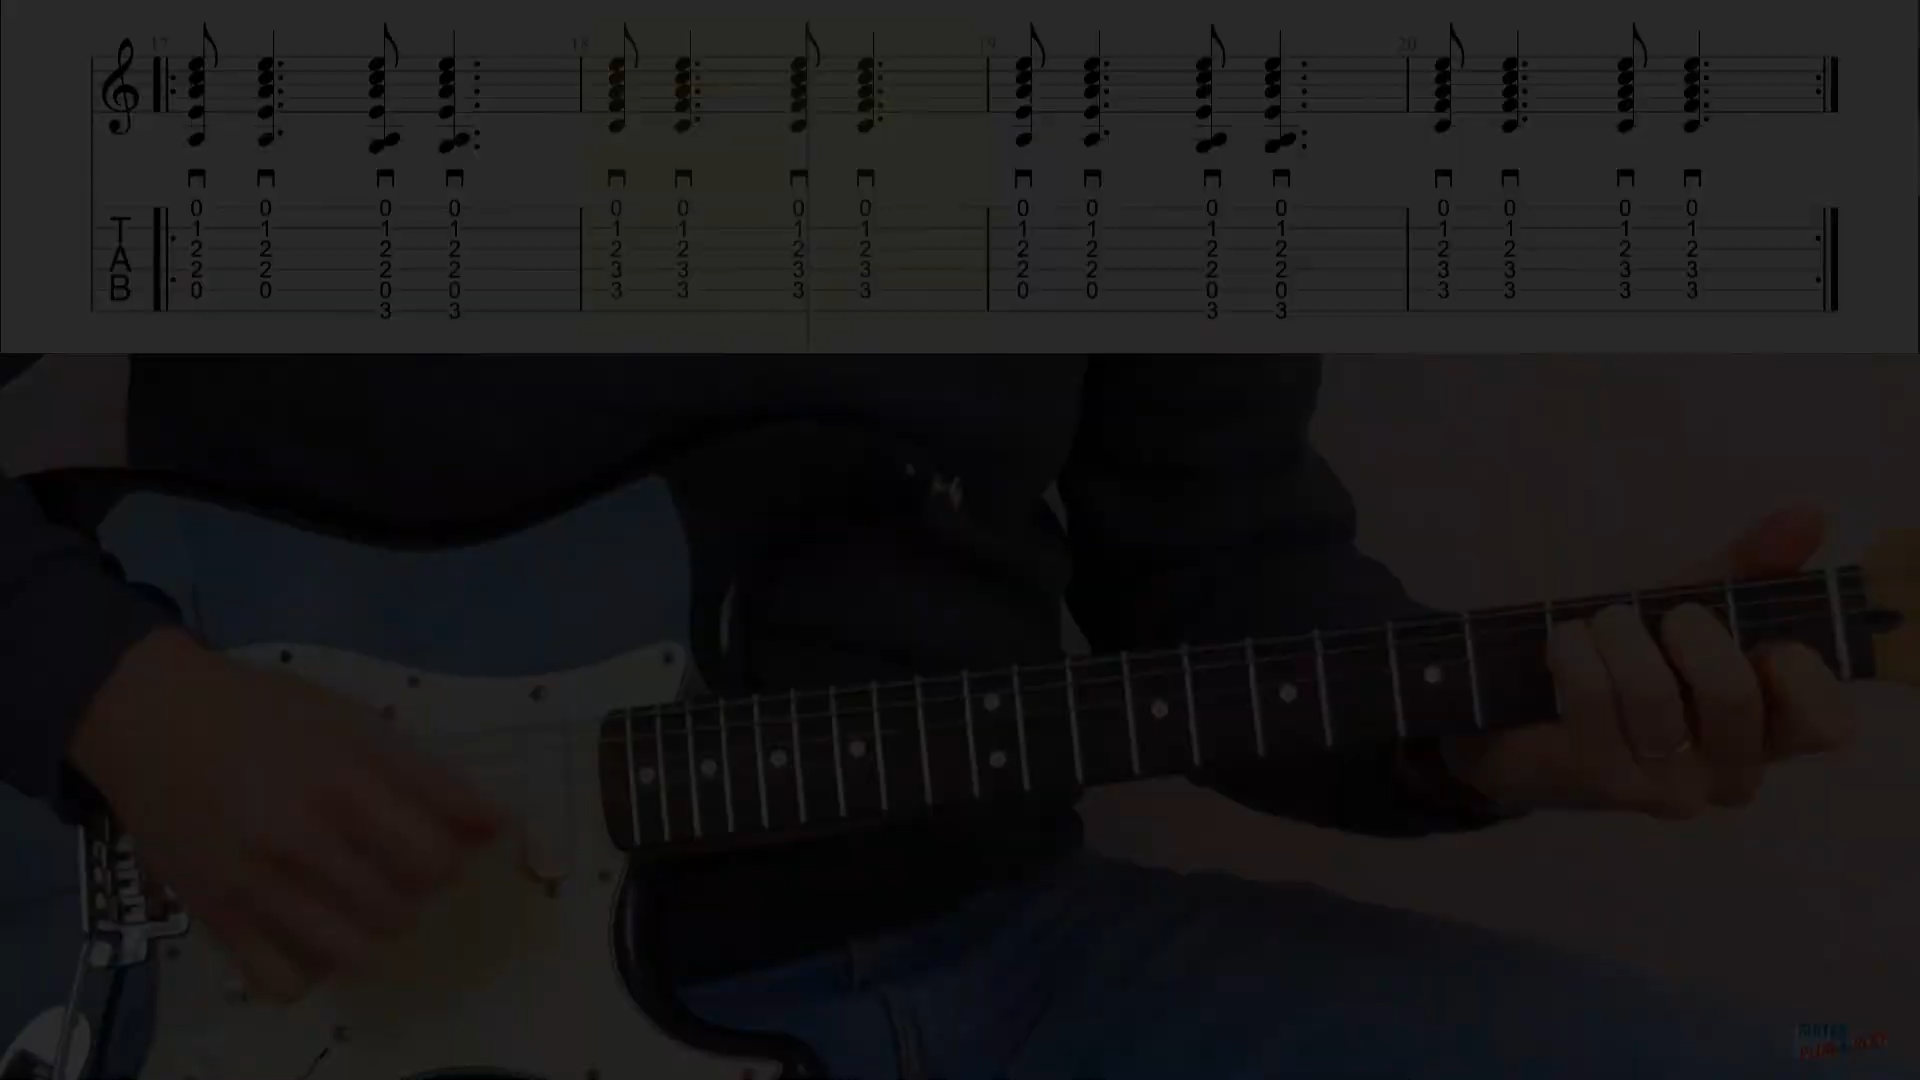 17 18 19 20
T 0 0 0 0 0 0 0 0 0 0 0 0 0 0 0 0
1 1 1 1 1 1 1 1 1 1 1 1 1 1 1 1
A 2 2 2 2 2 2 2 2 2 2 2 2 2 2 2 2
2 2 2 2 3 3 3 3 2 2 2 2 3 3 3 3
B 0 0 0 0 3 3 3 3 0 0 0 0 3 3 3 3
3 3 3 3